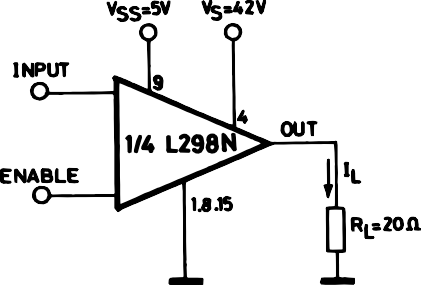 VSS=5V
VS=42V
INPUT
9
4
OUT
1/4 L298N
IL
ENABLE
1.8.15
RL=20Ω